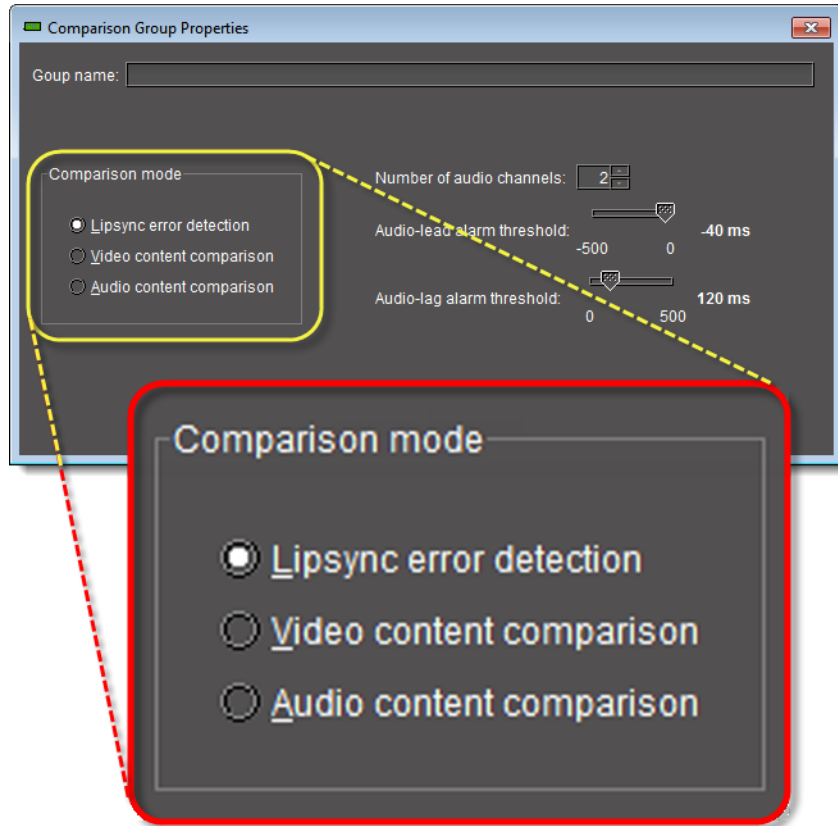 Comparison Group Properties
Goup name:
Comparison mode
Lipsync error detection
Video content comparison
Audio content comparison
Number of audio channels: 2
Audio-lead alarm threshold: -40 ms
-500 0
Audio-lag alarm threshold: 120 ms
0 500
Comparison mode
Lipsync error detection
Video content comparison
Audio content comparison